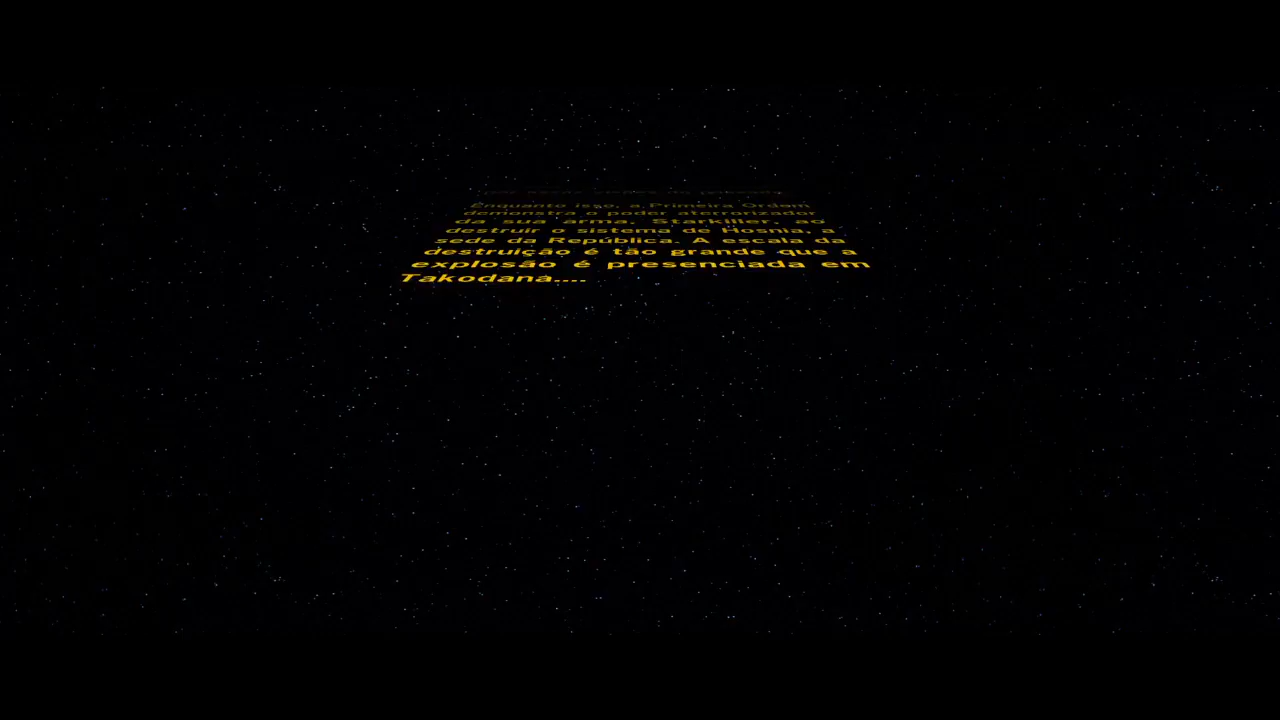 Enquanto isso, a Primeira Ordem
demonstra o poder aterrorizador
da sua arma, Starkiller, ao
destruir o sistema de Hosnia, a
sede da República. A escala da
destruição é tão grande que a
explosão é presenciada em
Takodana....